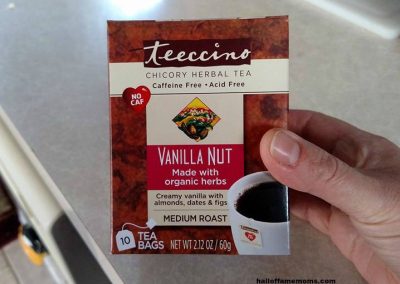 teeccino
CHICORY HERBAL TEA
Caffeine Free • Acid Free
NO
CAF
VANILLA NUT
Made with
organic herbs
Creamy vanilla with
almonds, dates & figs
MEDIUM ROAST
10 TEA
BAGS
NET WT 2.12 OZ / 60g
halloffamemoms.com